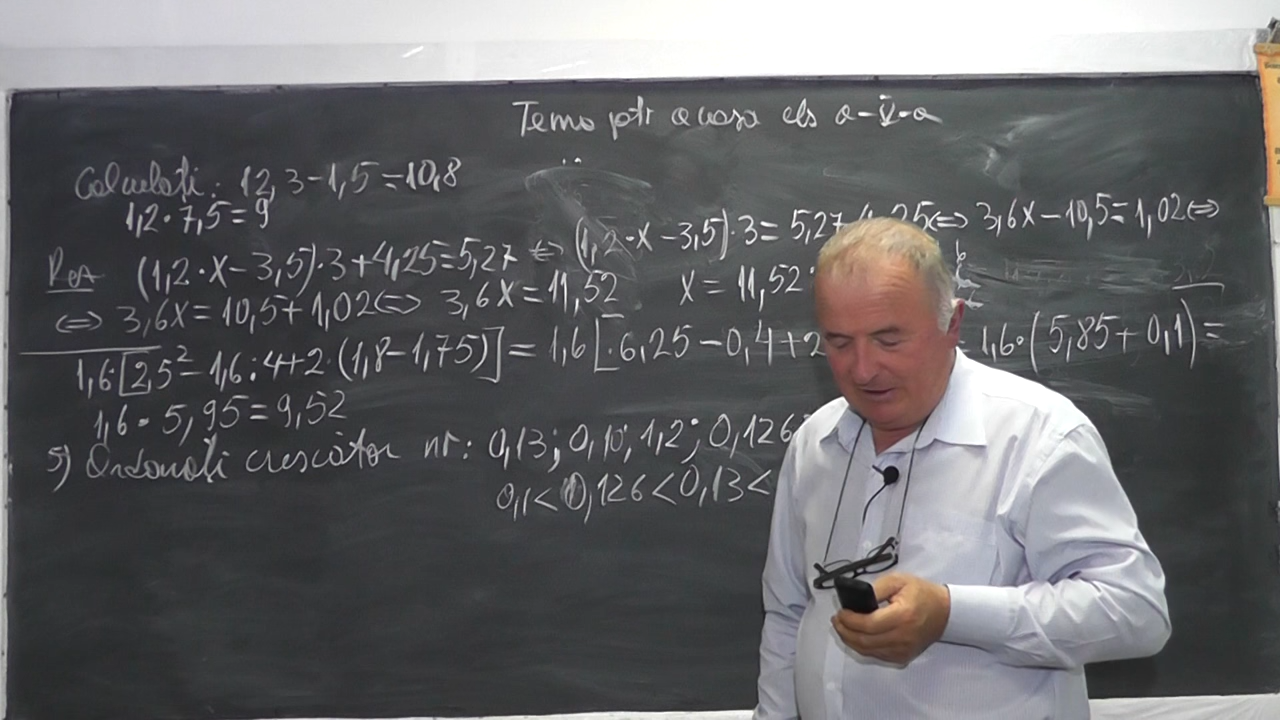 Tema ptr acasa cls a-V-a
Calculati: 12,3-1,5=10,8
1,2·7,5=9
Rez (1,2·x-3,5)·3+4,25=5,27 ⇔ (1,2·x-3,5)·3=5,27-4,25⇔ 3,6x-10,5=1,02⇔
⇔ 3,6x=10,5+1,02⇔ 3,6x=11,52 x=11,52:
1,6·[2,5²-1,6:4+2·(1,8-1,75)]=1,6[·6,25-0,4+2 1,6·(5,85+0,1)=
1,6·5,95=9,52
5) Ordonați crescător nr: 0,13; 0,10; 1,2; 0,126
0,1<0,126<0,13<